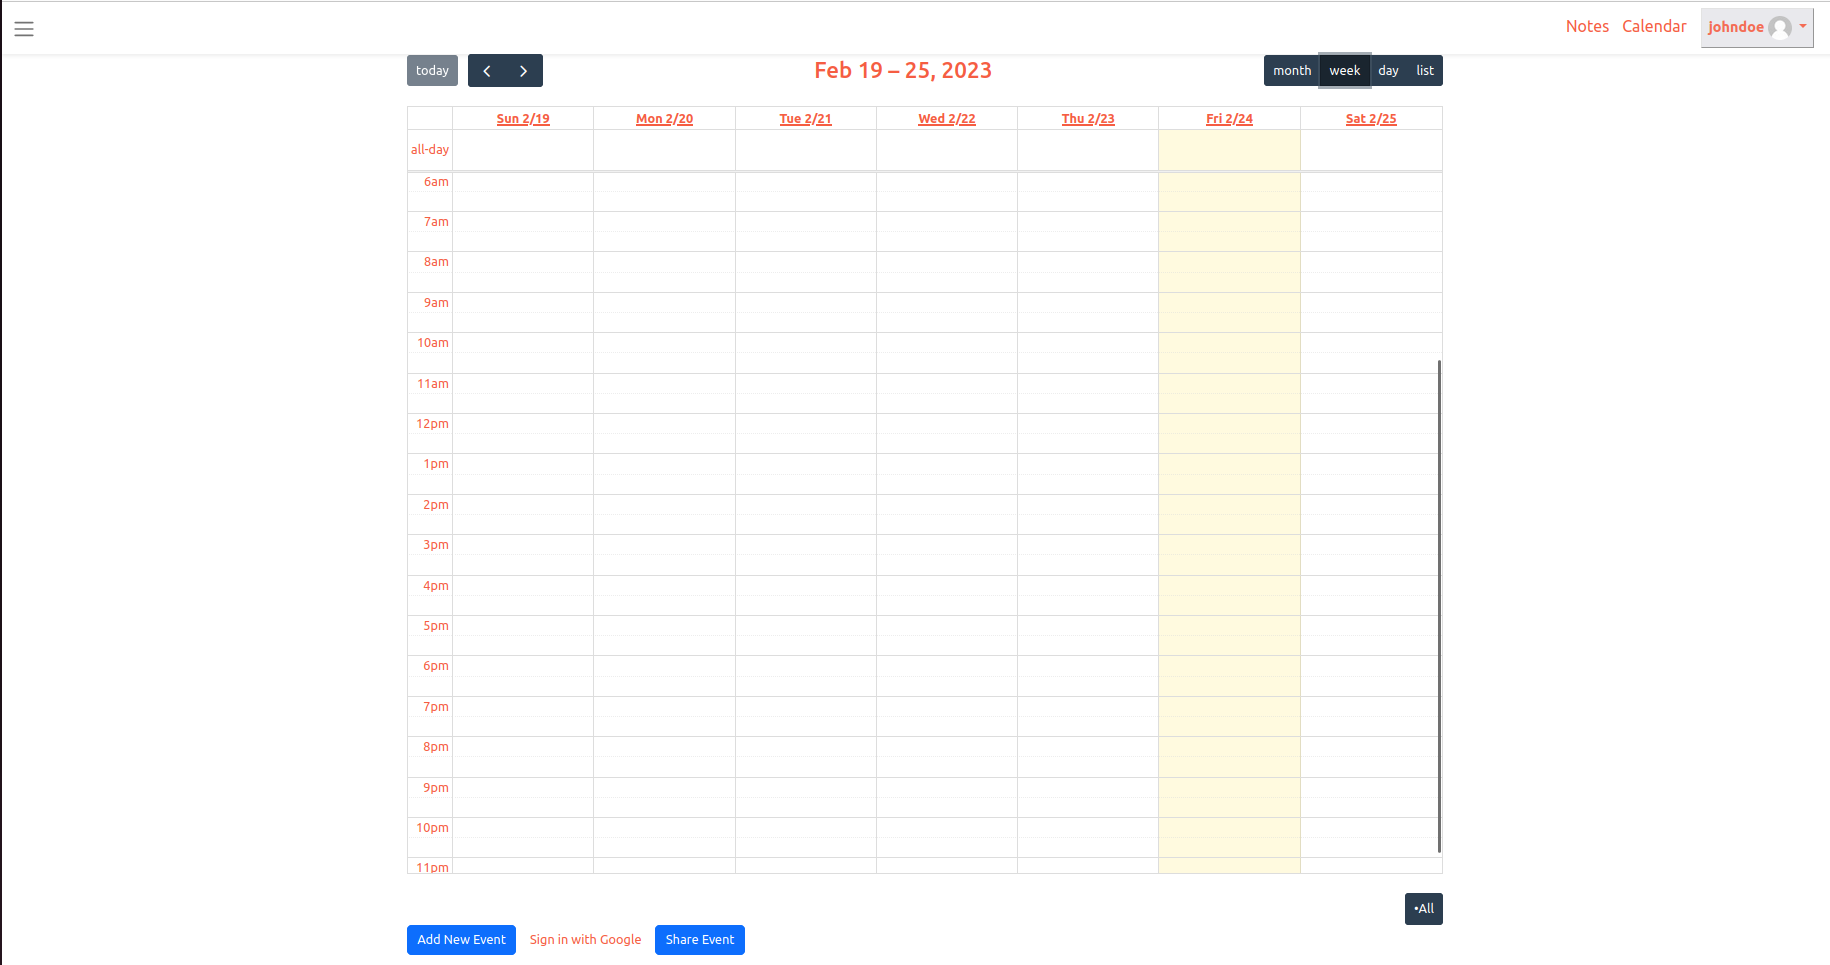 Notes Calendar johndoe
today Feb 19 – 25, 2023 month week day list
Sun 2/19 Mon 2/20 Tue 2/21 Wed 2/22 Thu 2/23 Fri 2/24 Sat 2/25
all-day
6am
7am
8am
9am
10am
11am
12pm
1pm
2pm
3pm
4pm
5pm
6pm
7pm
8pm
9pm
10pm
11pm
•All
Add New Event Sign in with Google Share Event